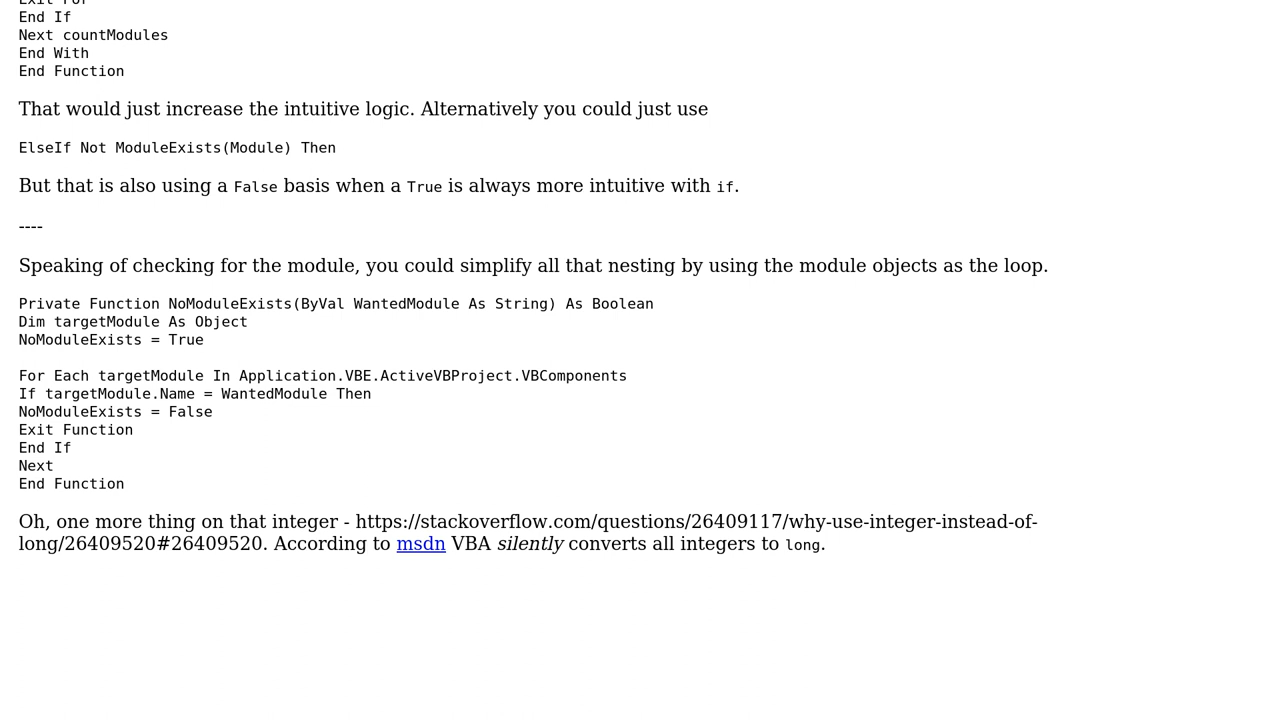 Exit For
End If
Next countModules
End With
End Function
That would just increase the intuitive logic. Alternatively you could just use
ElseIf Not ModuleExists(Module) Then
But that is also using a False basis when a True is always more intuitive with if.
----
Speaking of checking for the module, you could simplify all that nesting by using the module objects as the loop.
Private Function NoModuleExists(ByVal WantedModule As String) As Boolean
Dim targetModule As Object
NoModuleExists = True
For Each targetModule In Application.VBE.ActiveVBProject.VBComponents
If targetModule.Name = WantedModule Then
NoModuleExists = False
Exit Function
End If
Next
End Function
Oh, one more thing on that integer - https://stackoverflow.com/questions/26409117/why-use-integer-instead-of-
long/26409520#26409520. According to msdn VBA silently converts all integers to long.